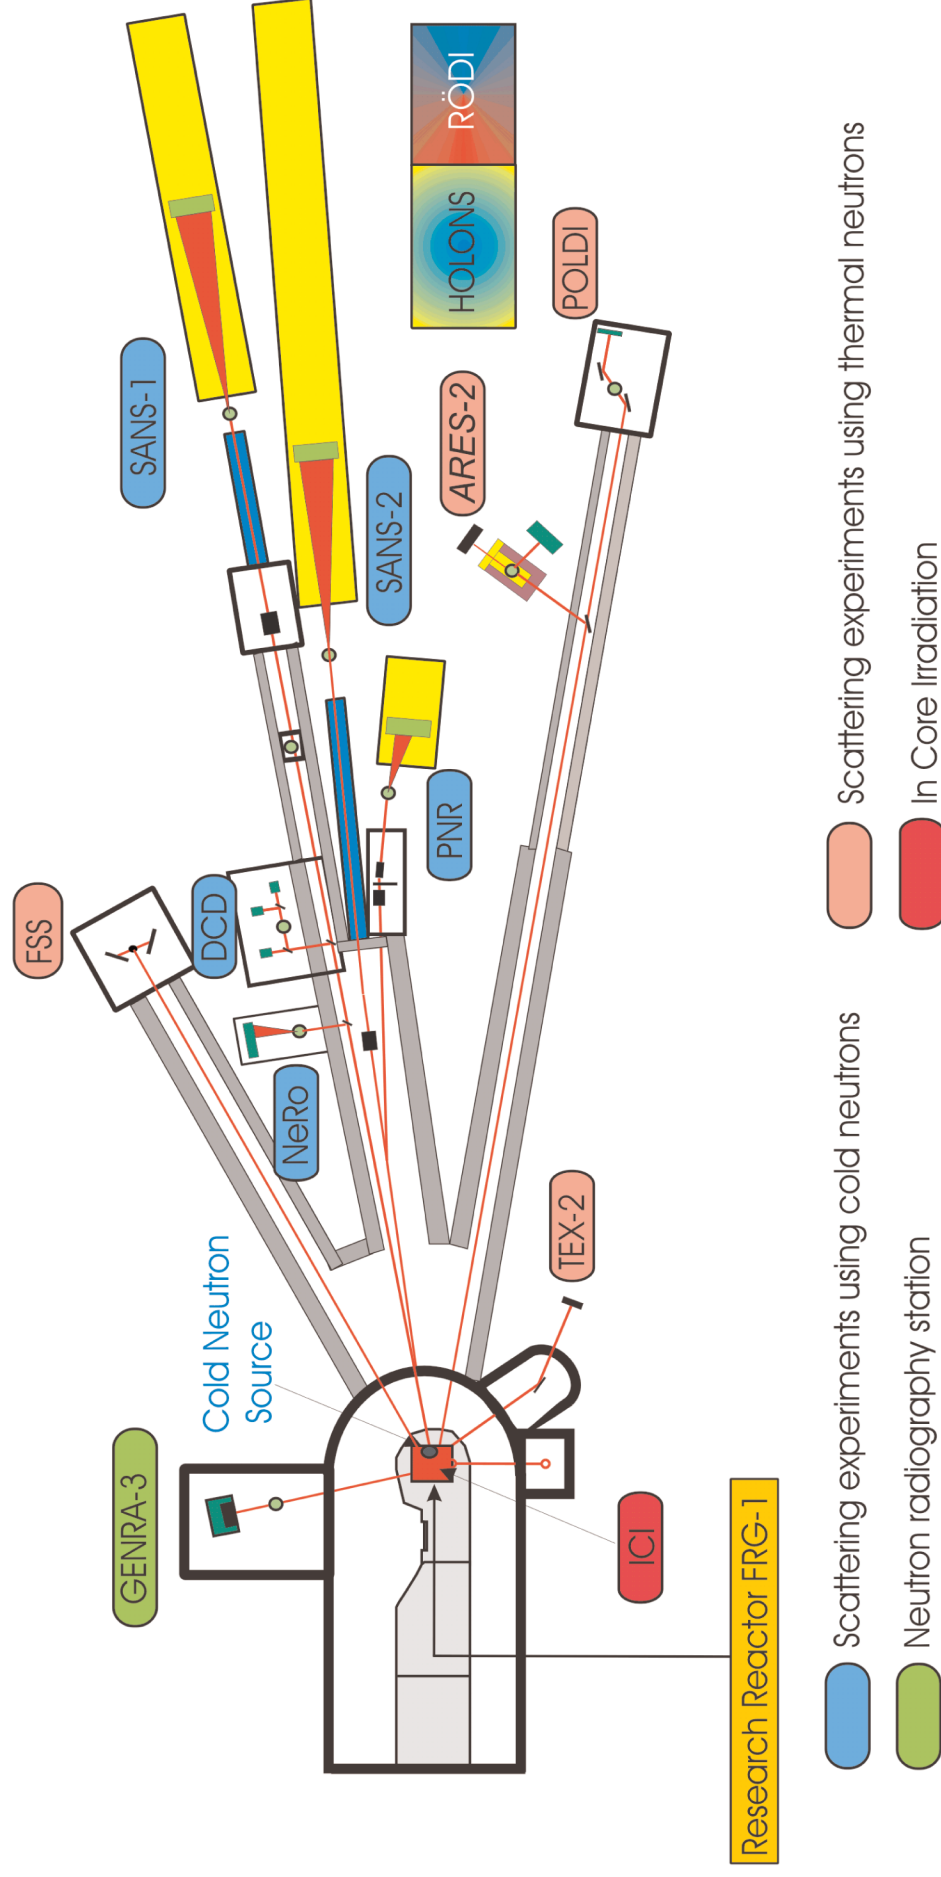 FSS
SANS-1
RÖDI
HOLONS
DCD
SANS-2
ARES-2
POLDI
NeRo
PNR
Cold Neutron
Source
TEX-2
GENRA-3
ICI
Research Reactor FRG-1
Scattering experiments using cold neutrons
Scattering experiments using thermal neutrons
Neutron radiography station
In Core Irradiation